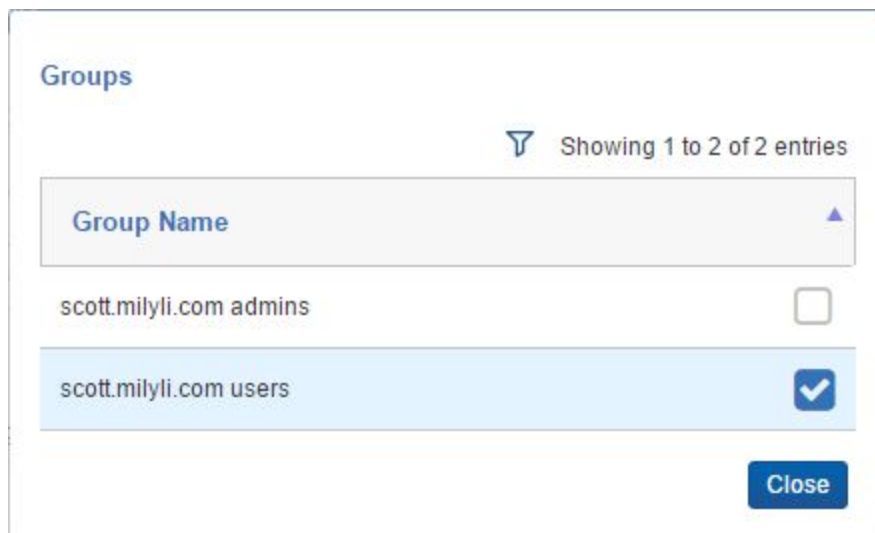 Groups
Showing 1 to 2 of 2 entries
Group Name
scott.milyli.com admins
scott.milyli.com users
Close